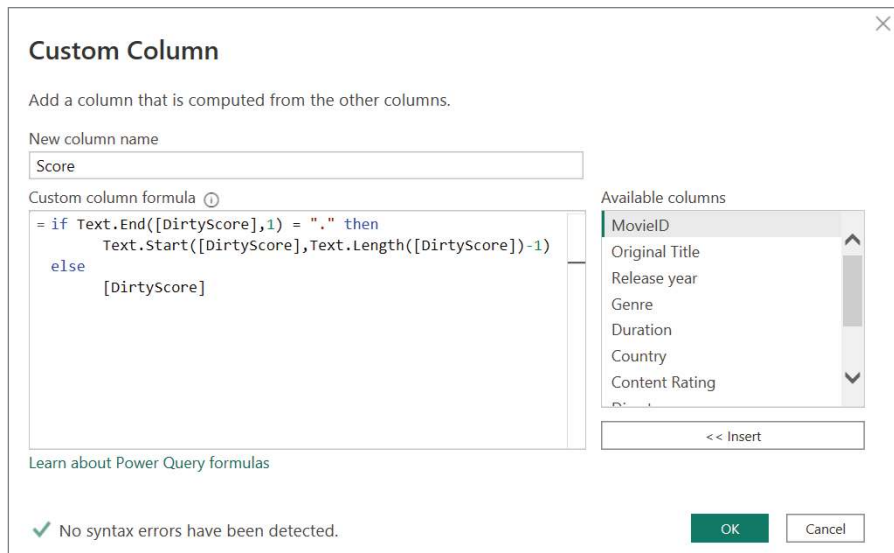 Custom Column
Add a column that is computed from the other columns.
New column name
Score
Custom column formula
Available columns
= if Text.End([DirtyScore],1) = "." then
Text.Start([DirtyScore],Text.Length([DirtyScore])-1)
else
[DirtyScore]
MovieID
Original Title
Release year
Genre
Duration
Country
Content Rating
<< Insert
Learn about Power Query formulas
No syntax errors have been detected.
OK
Cancel